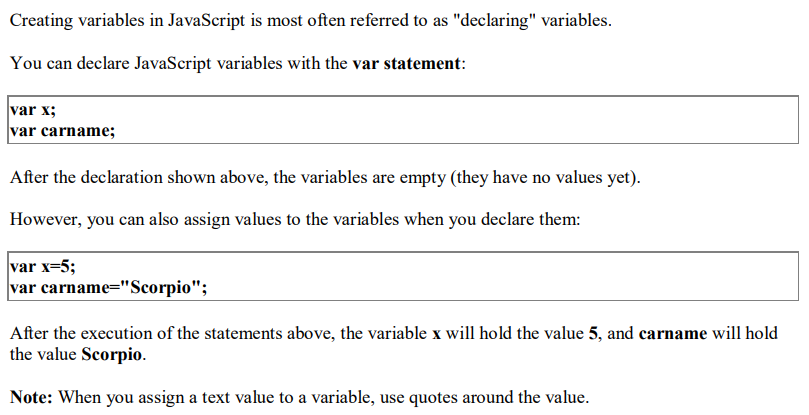 Creating variables in JavaScript is most often referred to as "declaring" variables.
You can declare JavaScript variables with the var statement:
var x;
var carname;
After the declaration shown above, the variables are empty (they have no values yet).
However, you can also assign values to the variables when you declare them:
var x=5;
var carname="Scorpio";
After the execution of the statements above, the variable x will hold the value 5, and carname will hold
the value Scorpio.
Note: When you assign a text value to a variable, use quotes around the value.